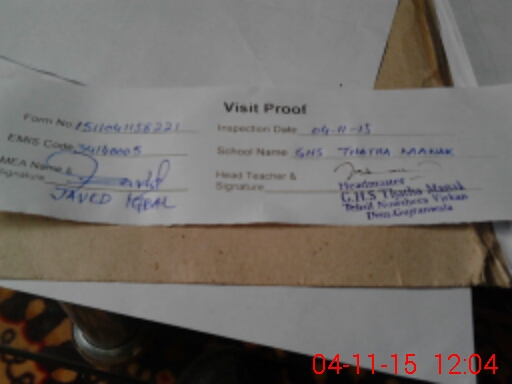 Visit Proof
Form No. 151104113S221
Inspection Date 04-11-15
EMIS Code 34140005
School Name GHS THATHA MANAK
MEA Name &
Signature
Head Teacher &
Signature
JAVED IQBAL
Headmaster
G.H.S Thatha Manak
Tehsil Nowshera Virkan
Distt. Gujranwala
04-11-15 12:04